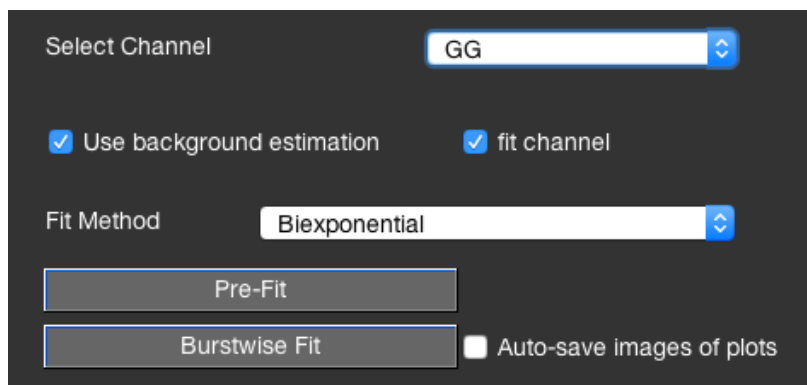 Select Channel GG
Use background estimation fit channel
Fit Method Biexponential
Pre-Fit
Burstwise Fit Auto-save images of plots